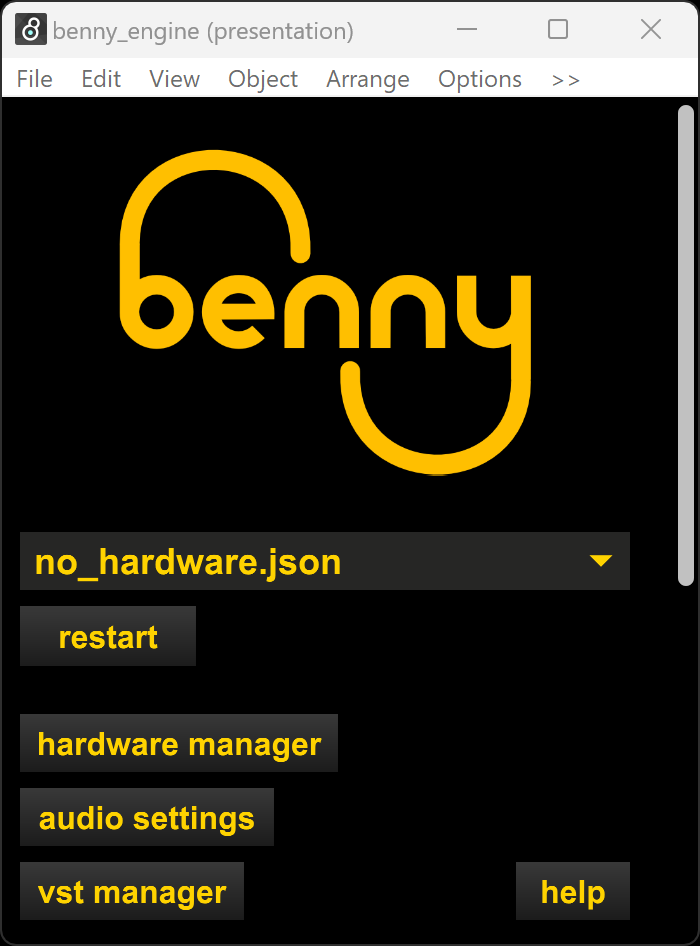 benny_engine (presentation)
File Edit View Object Arrange Options >>
benny
no_hardware.json
restart
hardware manager
audio settings
vst manager help